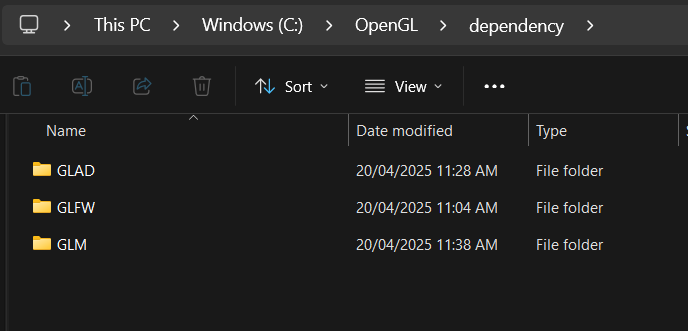 This PC > Windows (C:) > OpenGL > dependency >
Sort View
Name Date modified Type
GLAD 20/04/2025 11:28 AM File folder
GLFW 20/04/2025 11:04 AM File folder
GLM 20/04/2025 11:38 AM File folder